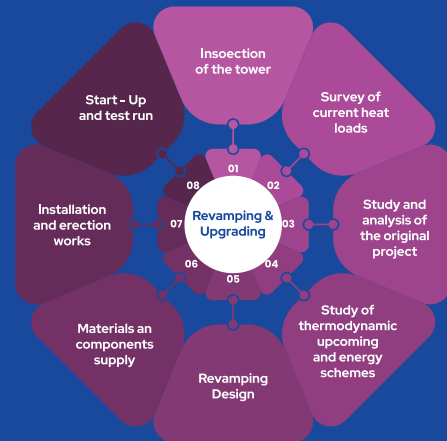 Insoection
of the tower
Survey of
current heat
loads
Study and
analysis of
the original
project
Study of
thermodynamic
upcoming
and energy
schemes
Revamping
Design
Materials an
components
supply
Installation
and erection
works
Start - Up
and test run
01
02
03
04
05
06
07
08
Revamping &
Upgrading